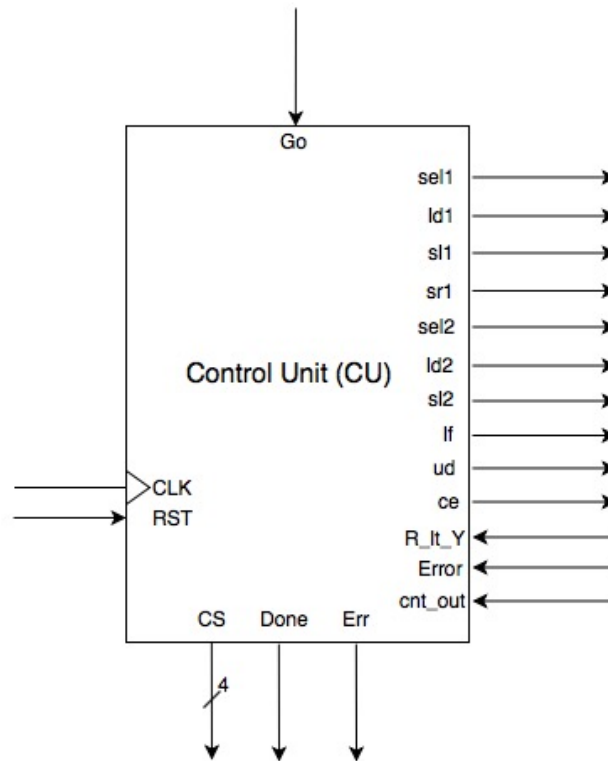 Go
sel1
ld1
sl1
sr1
sel2
ld2
sl2
lf
ud
ce
Control Unit (CU)
CLK
RST
R_lt_Y
Error
cnt_out
CS Done Err
4